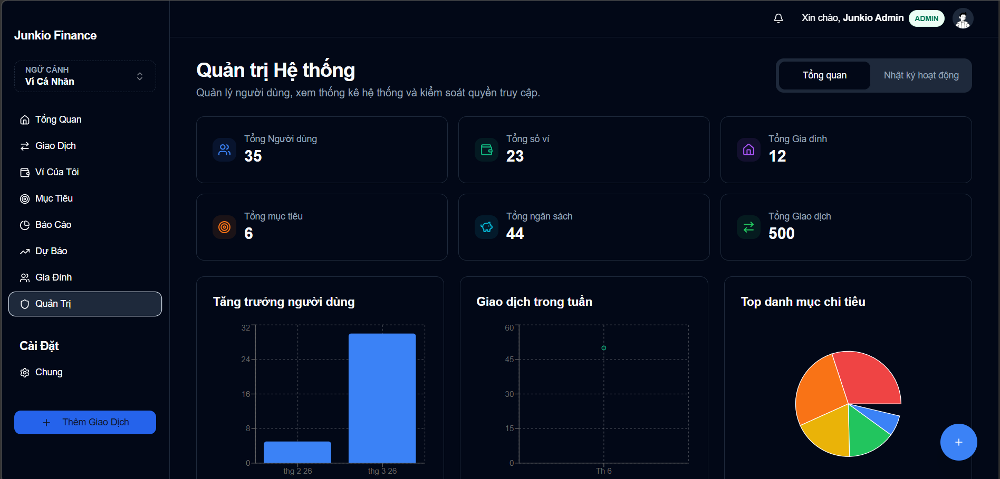 Junkio Finance
NGỮ CẢNH
Ví Cá Nhân
Tổng Quan
Giao Dịch
Ví Của Tôi
Mục Tiêu
Báo Cáo
Dự Báo
Gia Đình
Quản Trị
Cài Đặt
Chung
Thêm Giao Dịch
Xin chào, Junkio Admin ADMIN
Quản trị Hệ thống
Quản lý người dùng, xem thống kê hệ thống và kiểm soát quyền truy cập.
Tổng quan
Nhật ký hoạt động
Tổng Người dùng
35
Tổng số ví
23
Tổng Gia đình
12
Tổng mục tiêu
6
Tổng ngân sách
44
Tổng Giao dịch
500
Tăng trưởng người dùng
32
24
16
8
0
thg 2 26
thg 3 26
Giao dịch trong tuần
60
45
30
15
0
Th 6
Top danh mục chi tiêu